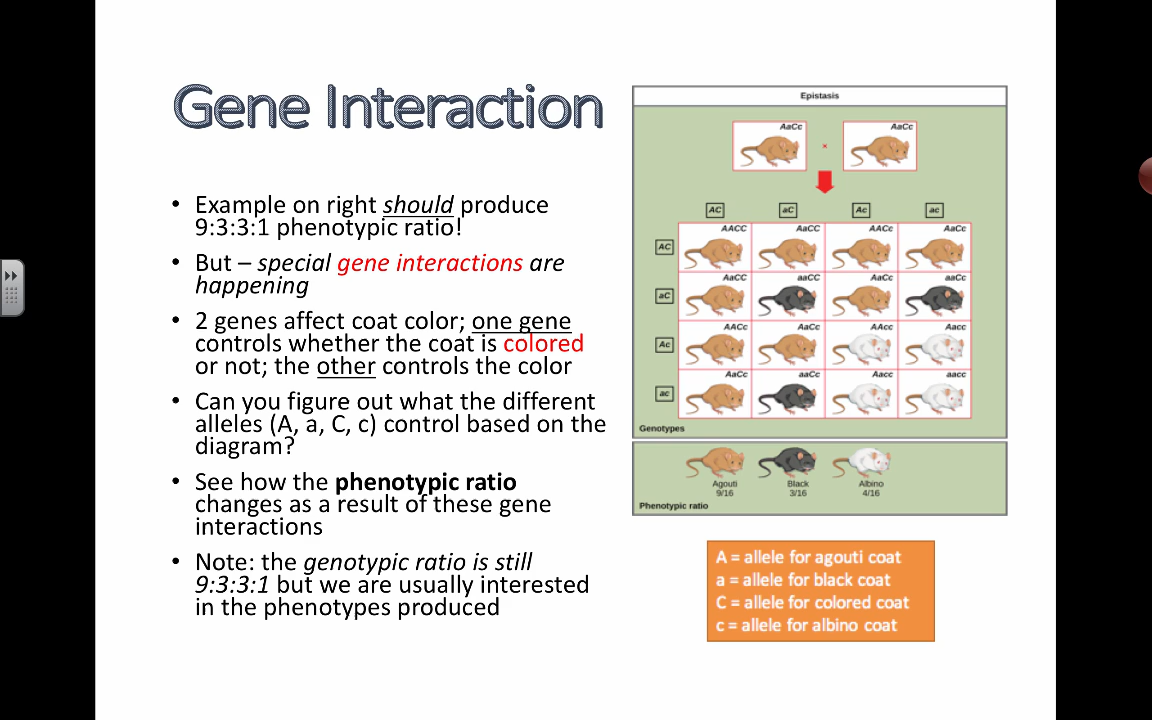 Gene Interaction
• Example on right should produce
9:3:3:1 phenotypic ratio!
• But – special gene interactions are
happening
• 2 genes affect coat color; one gene
controls whether the coat is colored
or not; the other controls the color
• Can you figure out what the different
alleles (A, a, C, c) control based on the
diagram?
• See how the phenotypic ratio
changes as a result of these gene
interactions
• Note: the genotypic ratio is still
9:3:3:1 but we are usually interested
in the phenotypes produced
Epistasis
AaCc × AaCc
AC aC Ac ac
AC AACC AaCC AACc AaCc
aC AaCC aaCC AaCc aaCc
Ac AACc AaCc AAcc Aacc
ac AaCc aaCc Aacc aacc
Genotypes
Agouti Black Albino
9/16 3/16 4/16
Phenotypic ratio
A = allele for agouti coat
a = allele for black coat
C = allele for colored coat
c = allele for albino coat